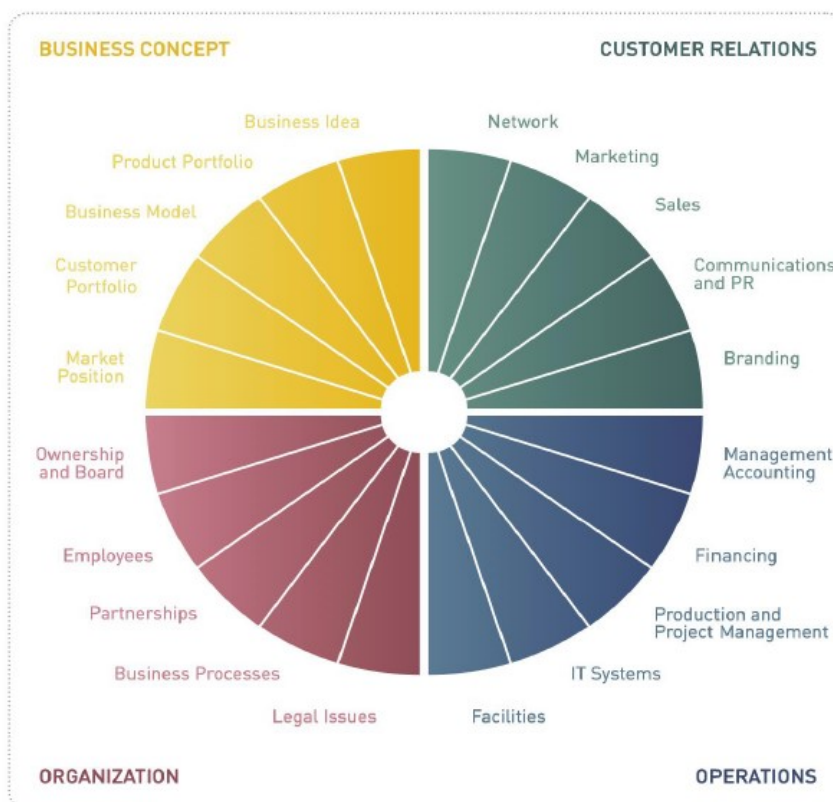 BUSINESS CONCEPT
CUSTOMER RELATIONS
Business Idea
Product Portfolio
Business Model
Customer
Portfolio
Market
Position
Network
Marketing
Sales
Communications
and PR
Branding
Ownership
and Board
Employees
Partnerships
Business Processes
Legal Issues
Management
Accounting
Financing
Production and
Project Management
IT Systems
Facilities
ORGANIZATION
OPERATIONS